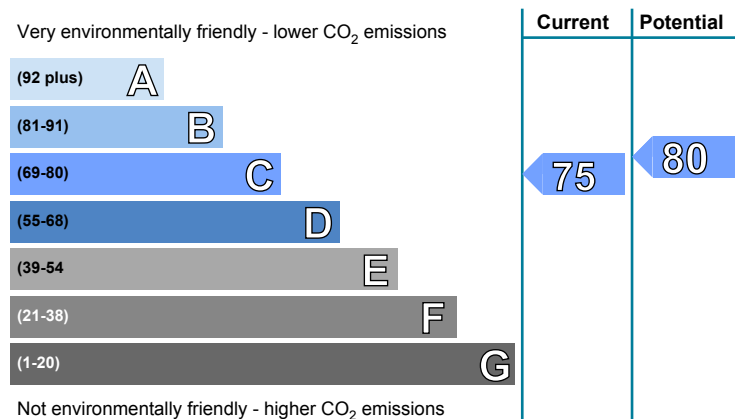 Very environmentally friendly - lower CO₂ emissions
Current
Potential
(92 plus) A
(81-91) B
(69-80) C
75
80
(55-68) D
(39-54 E
(21-38) F
(1-20) G
Not environmentally friendly - higher CO₂ emissions